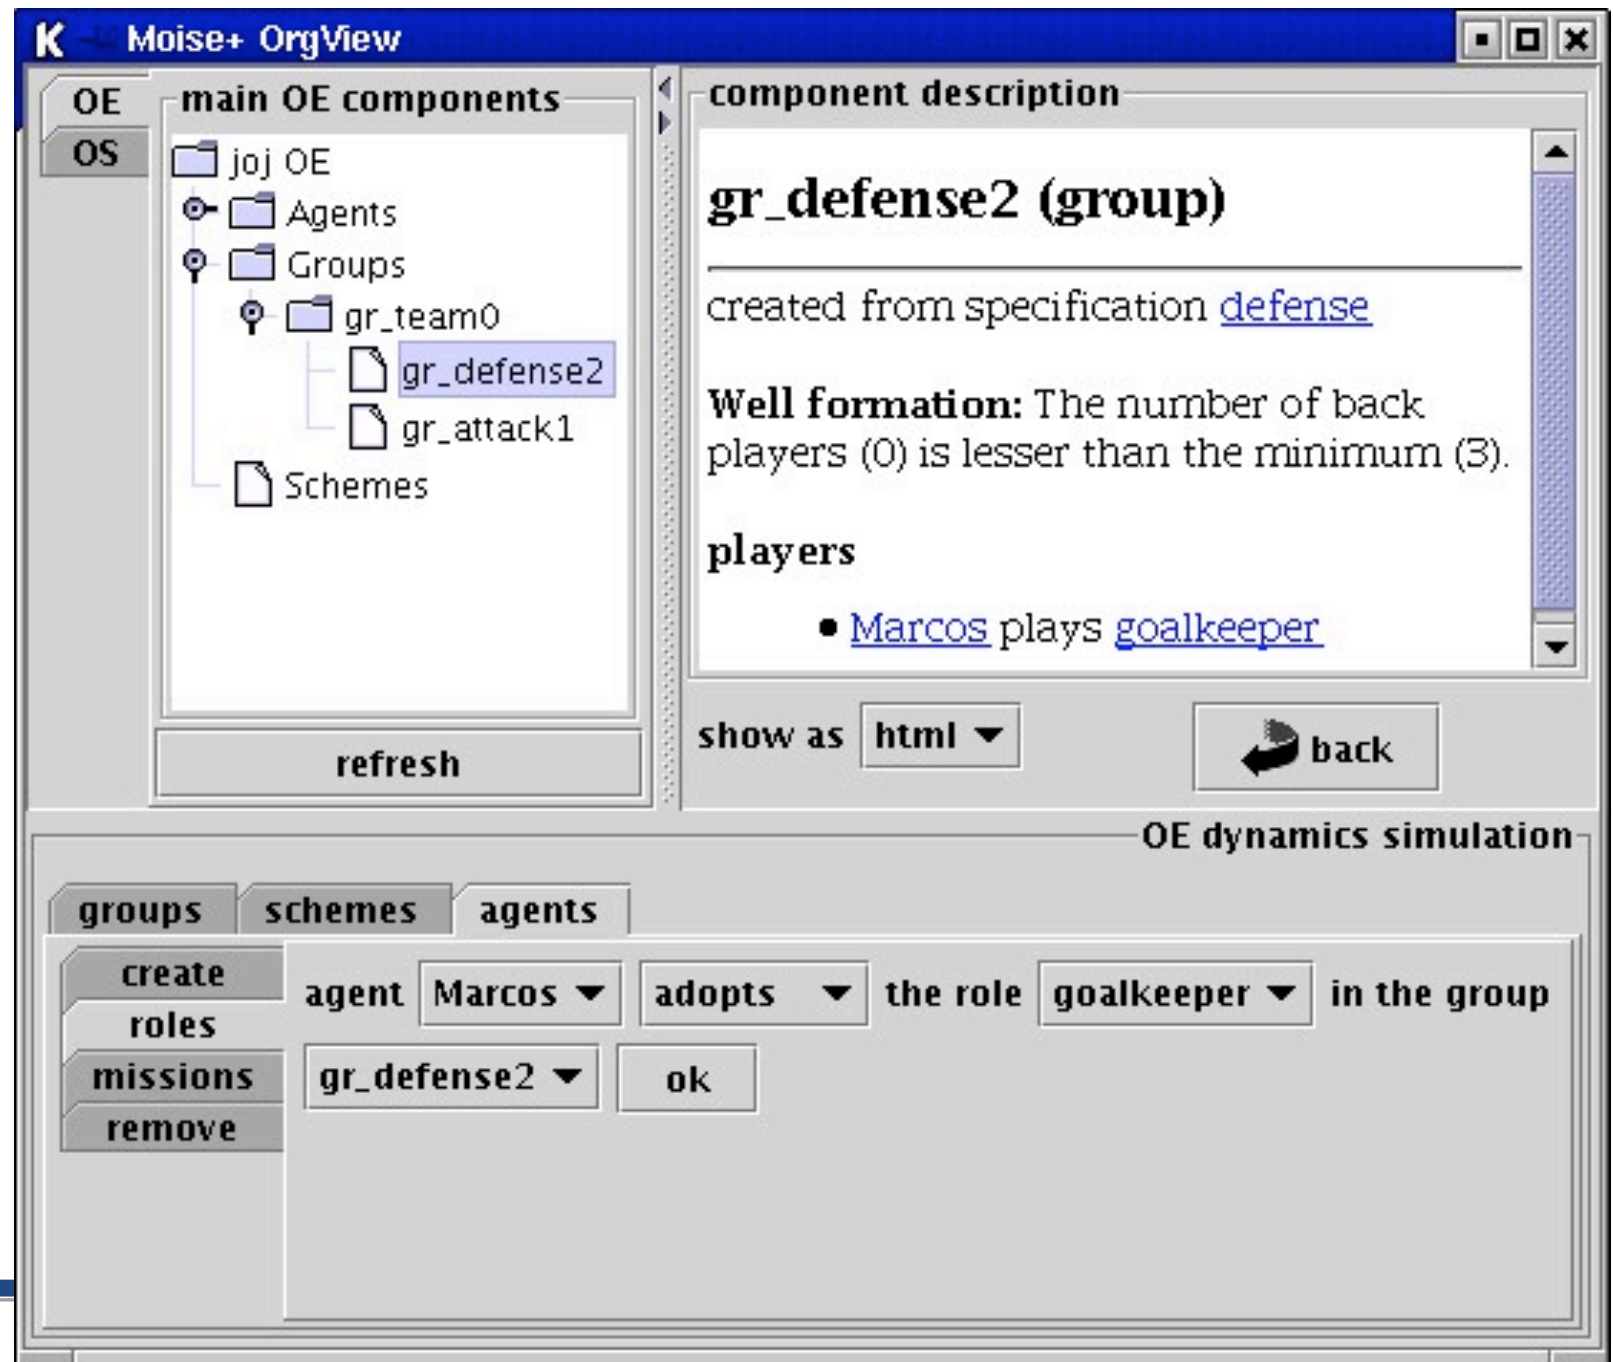 Moise+ OrgView
OE
OS
main OE components
joj OE
Agents
Groups
gr_team0
gr_defense2
gr_attack1
Schemes
refresh
component description
gr_defense2 (group)
created from specification defense
Well formation: The number of back
players (0) is lesser than the minimum (3).
players
• Marcos plays goalkeeper
show as html
back
OE dynamics simulation
groups schemes agents
create
roles
missions
remove
agent Marcos adopts the role goalkeeper in the group
gr_defense2 ok